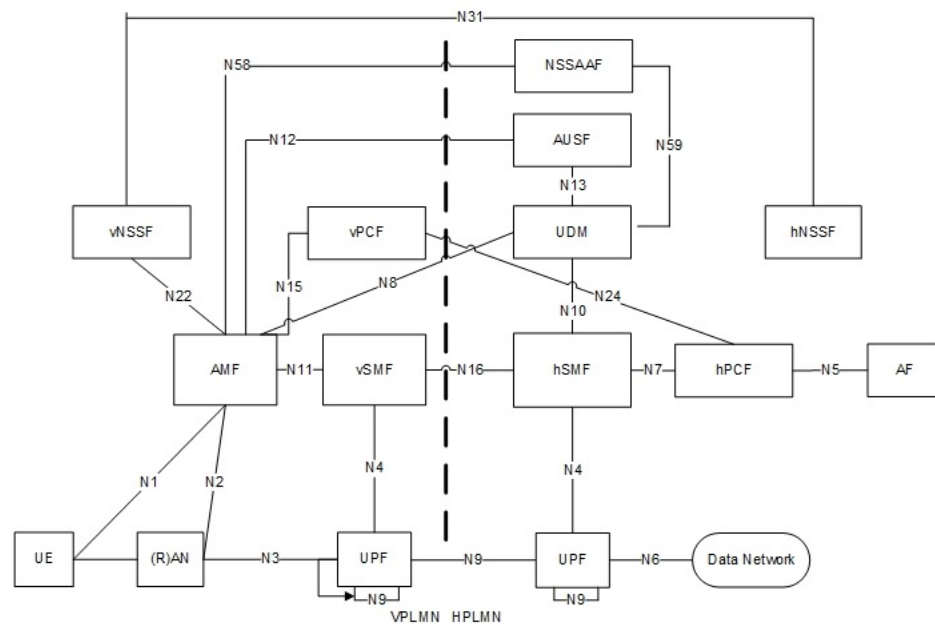 N31
N58
NSSAAF
N12
AUSF
N59
N13
vNSSF
vPCF
UDM
hNSSF
N22
N15
N8
N10
N24
AMF
N11
vSMF
N16
hSMF
N7
hPCF
N5
AF
N1
N2
N4
N4
UE
(R)AN
N3
UPF
N9
UPF
N6
Data Network
N9
N9
VPLMN HPLMN